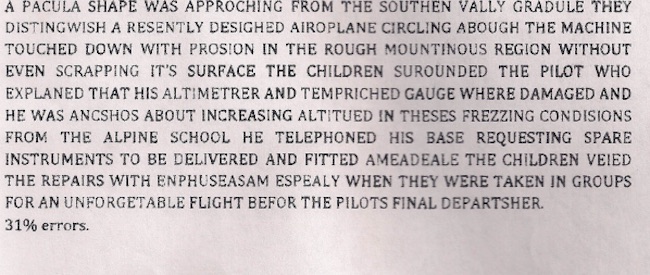 A PACULA SHAPE WAS APPROCHING FROM THE SOUTHEN VALLY GRADULE THEY
DISTINGWISH A RESENTLY DESIGHED AIROPLANE CIRCLING ABOUGH THE MACHINE
TOUCHED DOWN WITH PROSION IN THE ROUGH MOUNTINOUS REGION WITHOUT
EVEN SCRAPPING IT'S SURFACE THE CHILDREN SUROUNDED THE PILOT WHO
EXPLANED THAT HIS ALTIMETRER AND TEMPRICHED GAUGE WHERE DAMAGED AND
HE WAS ANCSHOS ABOUT INCREASING ALTITUED IN THESES FREZZING CONDISIONS
FROM THE ALPINE SCHOOL HE TELEPHONED HIS BASE REQUESTING SPARE
INSTRUMENTS TO BE DELIVERED AND FITTED AMEADEALE THE CHILDREN VEIED
THE REPAIRS WITH ENPHUSEASAM ESPEALY WHEN THEY WERE TAKEN IN GROUPS
FOR AN UNFORGETABLE FLIGHT BEFOR THE PILOTS FINAL DEPARTSHER.
31% errors.